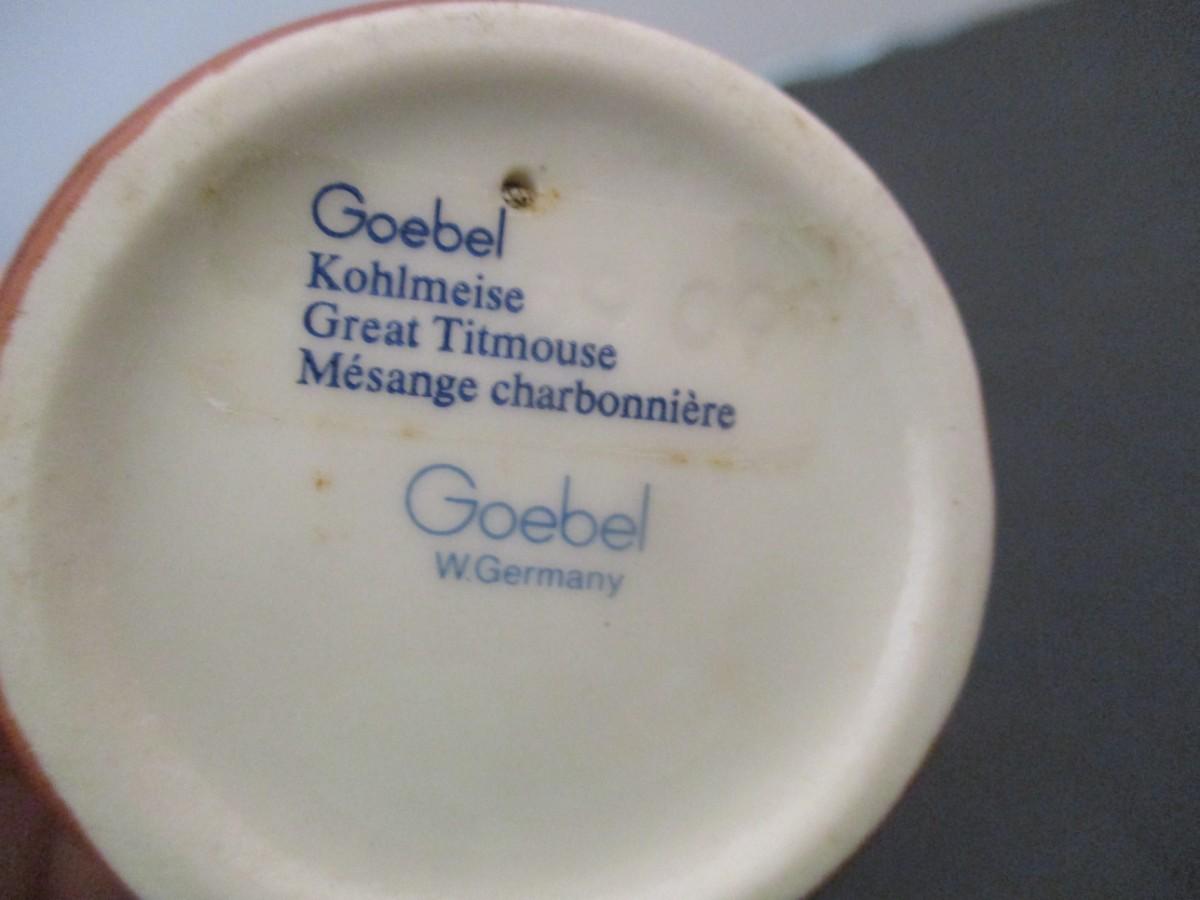 Goebel
Kohlmeise
Great Titmouse
Mésange charbonnière
Goebel
W.Germany